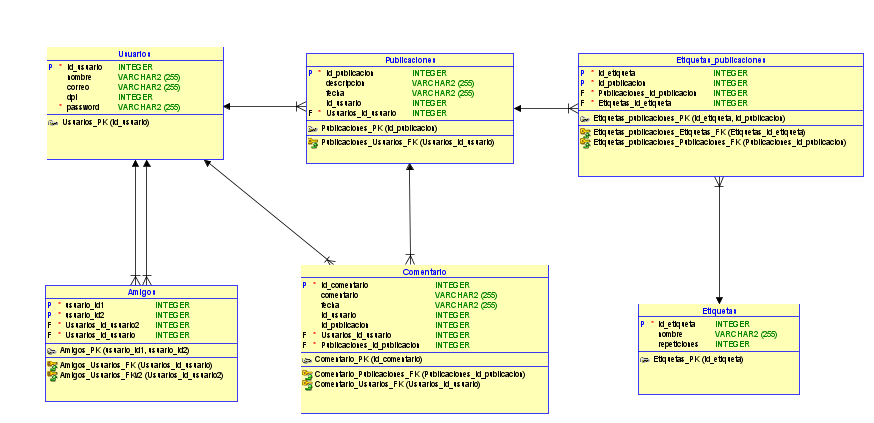 Usuarios
P * id_usuario INTEGER
nombre VARCHAR2 (255)
correo VARCHAR2 (255)
dpi INTEGER
* password VARCHAR2 (255)
Usuarios_PK (id_usuario)
Publicaciones
P * id_publicacion INTEGER
descripcion VARCHAR2 (255)
fecha VARCHAR2 (255)
id_usuario INTEGER
F * Usuarios_id_usuario INTEGER
Publicaciones_PK (id_publicacion)
Publicaciones_Usuarios_FK (Usuarios_id_usuario)
Etiquetas_publicaciones
P * id_etiqueta INTEGER
P * id_publicacion INTEGER
F * Publicaciones_id_publicacion INTEGER
F * Etiquetas_id_etiqueta INTEGER
Etiquetas_publicaciones_PK (id_etiqueta, id_publicacion)
Etiquetas_publicaciones_Etiquetas_FK (Etiquetas_id_etiqueta)
Etiquetas_publicaciones_Publicaciones_FK (Publicaciones_id_publicacion)
Amigos
P * usuario_id1 INTEGER
P * usuario_id2 INTEGER
F * Usuarios_id_usuario2 INTEGER
F * Usuarios_id_usuario INTEGER
Amigos_PK (usuario_id1, usuario_id2)
Amigos_Usuarios_FK (Usuarios_id_usuario)
Amigos_Usuarios_FKv2 (Usuarios_id_usuario2)
Comentario
P * id_comentario INTEGER
comentario VARCHAR2 (255)
fecha VARCHAR2 (255)
id_usuario INTEGER
id_publicacion INTEGER
F * Usuarios_id_usuario INTEGER
F * Publicaciones_id_publicacion INTEGER
Comentario_PK (id_comentario)
Comentario_Publicaciones_FK (Publicaciones_id_publicacion)
Comentario_Usuarios_FK (Usuarios_id_usuario)
Etiquetas
P * id_etiqueta INTEGER
nombre VARCHAR2 (255)
repeticiones INTEGER
Etiquetas_PK (id_etiqueta)